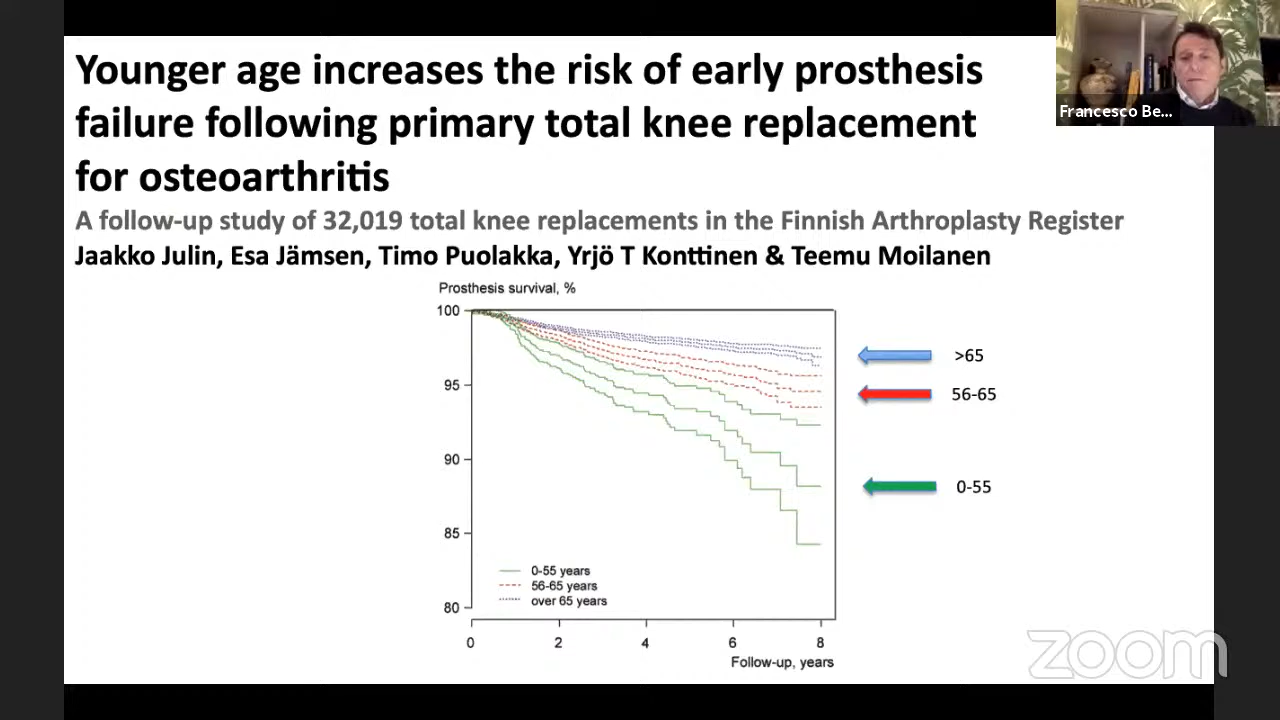 Younger age increases the risk of early prosthesis
failure following primary total knee replacement
for osteoarthritis
Francesco Be...
A follow-up study of 32,019 total knee replacements in the Finnish Arthroplasty Register
Jaakko Julin, Esa Jämsen, Timo Puolakka, Yrjö T Konttinen & Teemu Moilanen
Prosthesis survival, %
100
95
90
85
80
>65
56-65
0-55
0-55 years
56-65 years
over 65 years
0 2 4 6 8
Follow-up, years
zoom